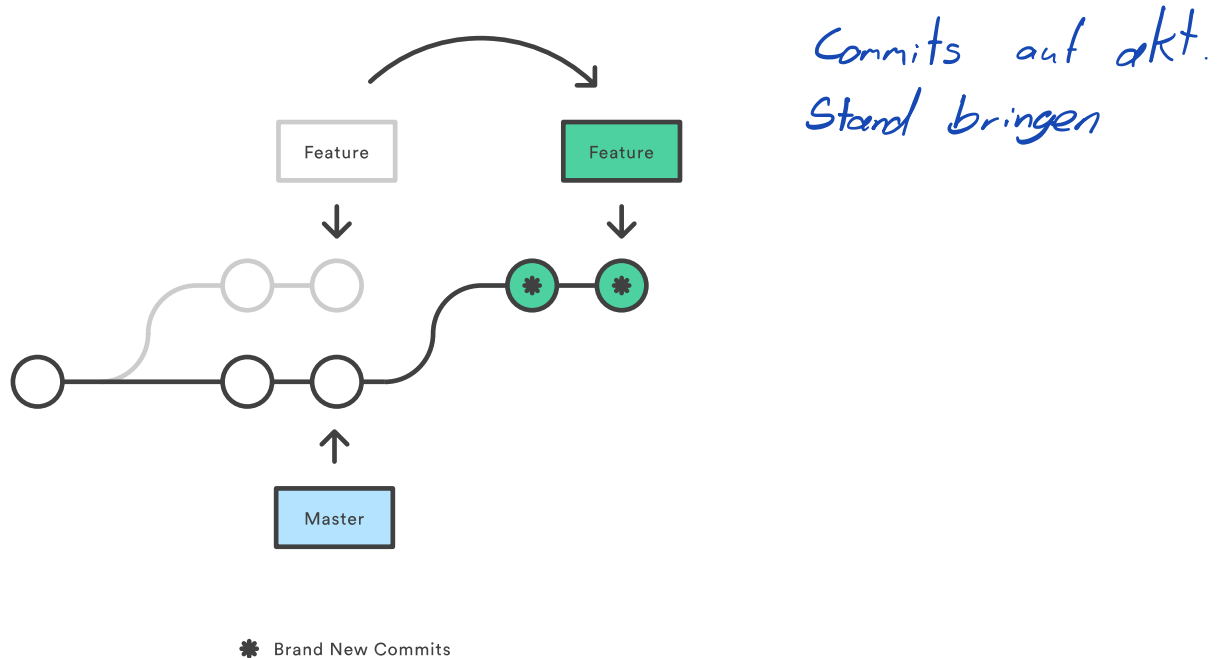 Commits auf akt.
Stand bringen
Feature
Feature
Master
Brand New Commits